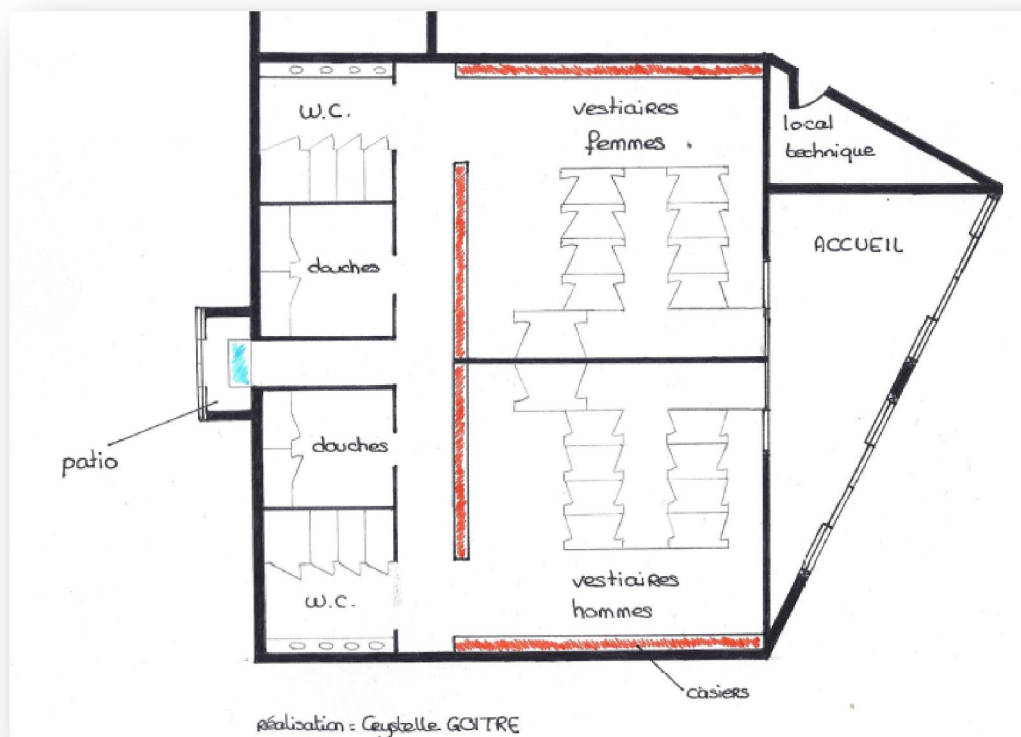 W.C.
vestiaires
femmes
local
technique
ACCUEIL
douches
patio
douches
W.C.
vestiaires
hommes
casiers
réalisation = Crystelle GOITRE